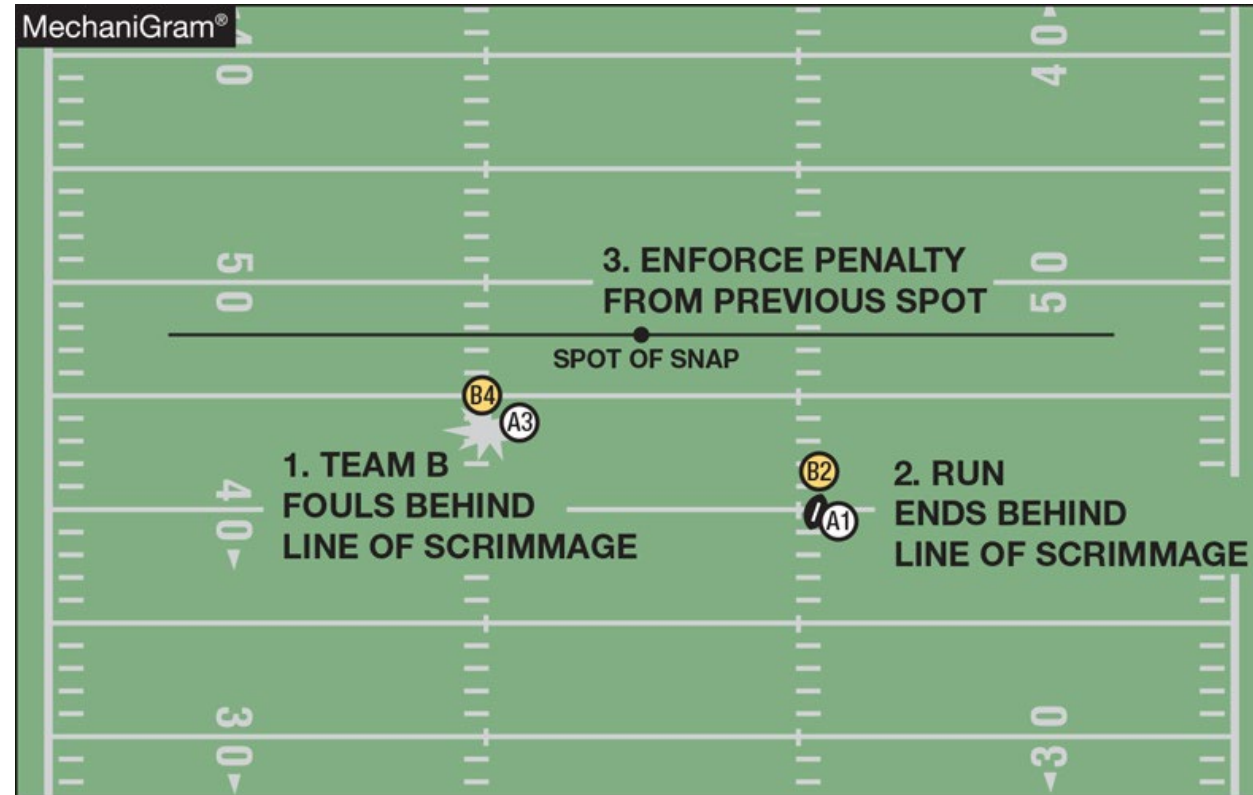 MechaniGram®
40
40
50
50
3. ENFORCE PENALTY
FROM PREVIOUS SPOT
SPOT OF SNAP
B4
A3
1. TEAM B
FOULS BEHIND
LINE OF SCRIMMAGE
40
B2
A1
2. RUN
ENDS BEHIND
LINE OF SCRIMMAGE
30
30